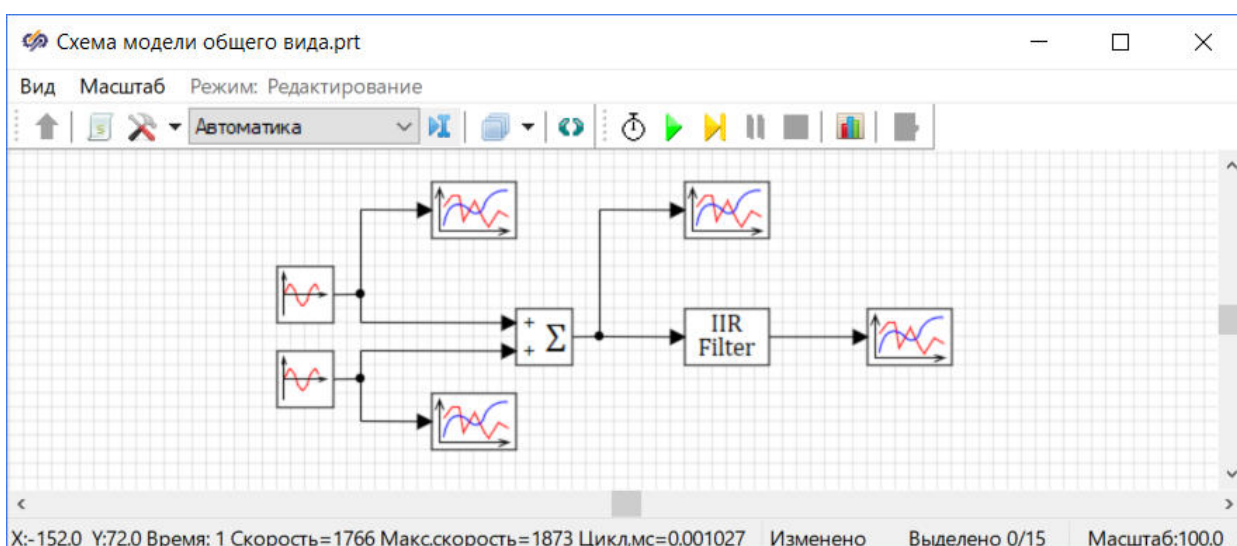 Схема модели общего вида.prt
Вид Масштаб Режим: Редактирование
Автоматика
+
+
Σ
IIR
Filter
X:-152.0 Y:72.0 Время: 1 Скорость=1766 Макс.скорость=1873 Цикл,мс=0.001027 Изменено Выделено 0/15 Масштаб:100.0